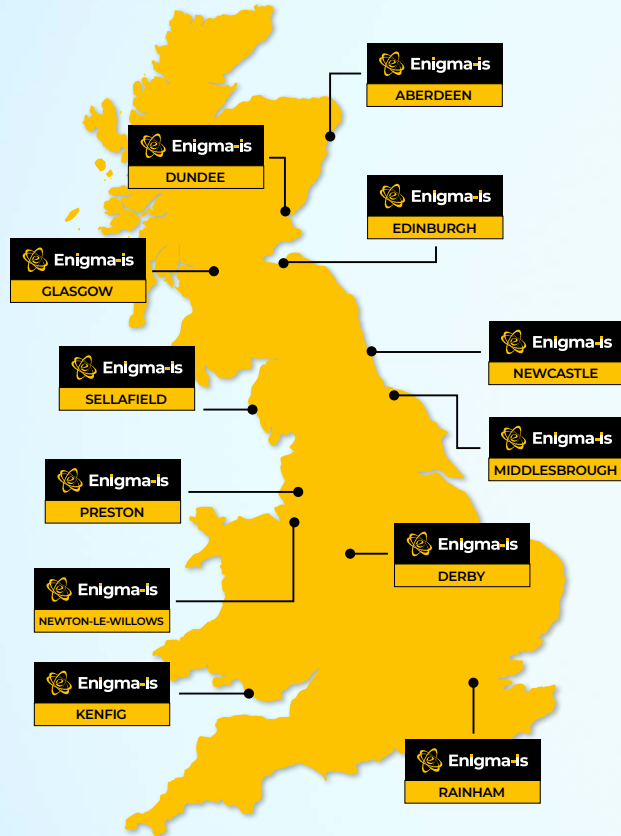 Enigma-is
ABERDEEN
Enigma-is
DUNDEE
Enigma-is
EDINBURGH
Enigma-is
GLASGOW
Enigma-is
NEWCASTLE
Enigma-is
SELLAFIELD
Enigma-is
MIDDLESBROUGH
Enigma-is
PRESTON
Enigma-is
DERBY
Enigma-is
NEWTON-LE-WILLOWS
Enigma-is
KENFIG
Enigma-is
RAINHAM